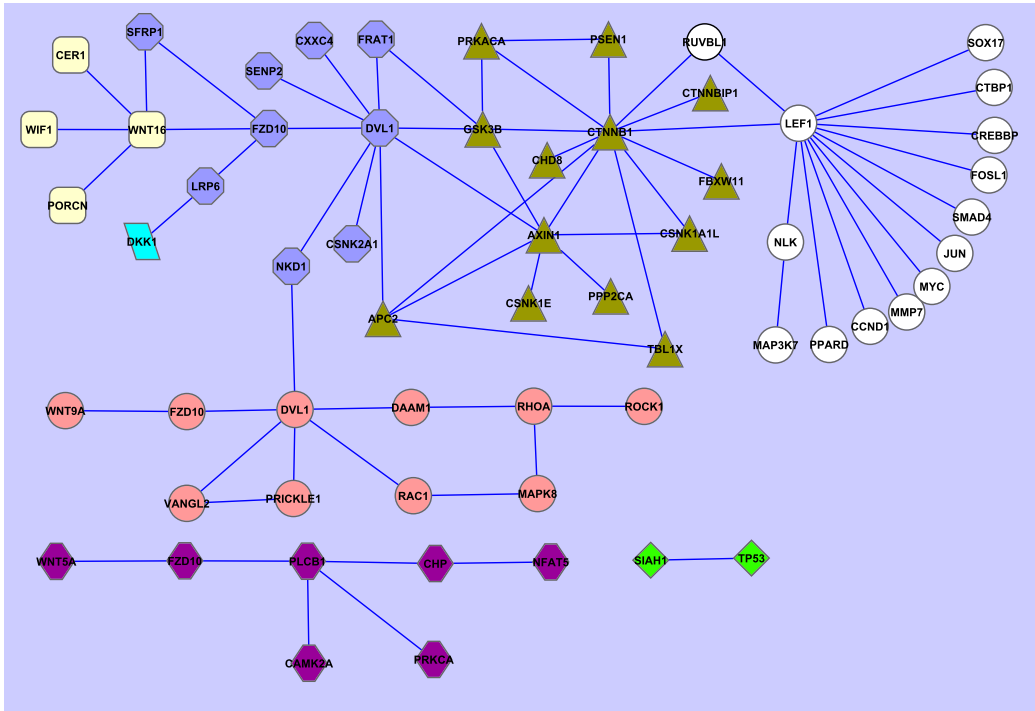 SFRP1
CXXC4
FRAT1
PRKACA
PSEN1
RUVBL1
SOX17
CER1
SENP2
CTNNBIP1
CTBP1
WIF1
WNT16
FZD10
DVL1
GSK3B
CTNNB1
LEF1
CREBBP
CHD8
FBXW11
FOSL1
LRP6
PORCN
SMAD4
DKK1
CSNK2A1
AXIN1
CSNK1A1L
NLK
JUN
NKD1
MYC
APC2
CSNK1E
PPP2CA
MMP7
CCND1
TBL1X
MAP3K7
PPARD
WNT9A
FZD10
DVL1
DAAM1
RHOA
ROCK1
VANGL2
PRICKLE1
RAC1
MAPK8
WNT5A
FZD10
PLCB1
CHP
NFAT5
SIAH1
TP53
CAMK2A
PRKCA